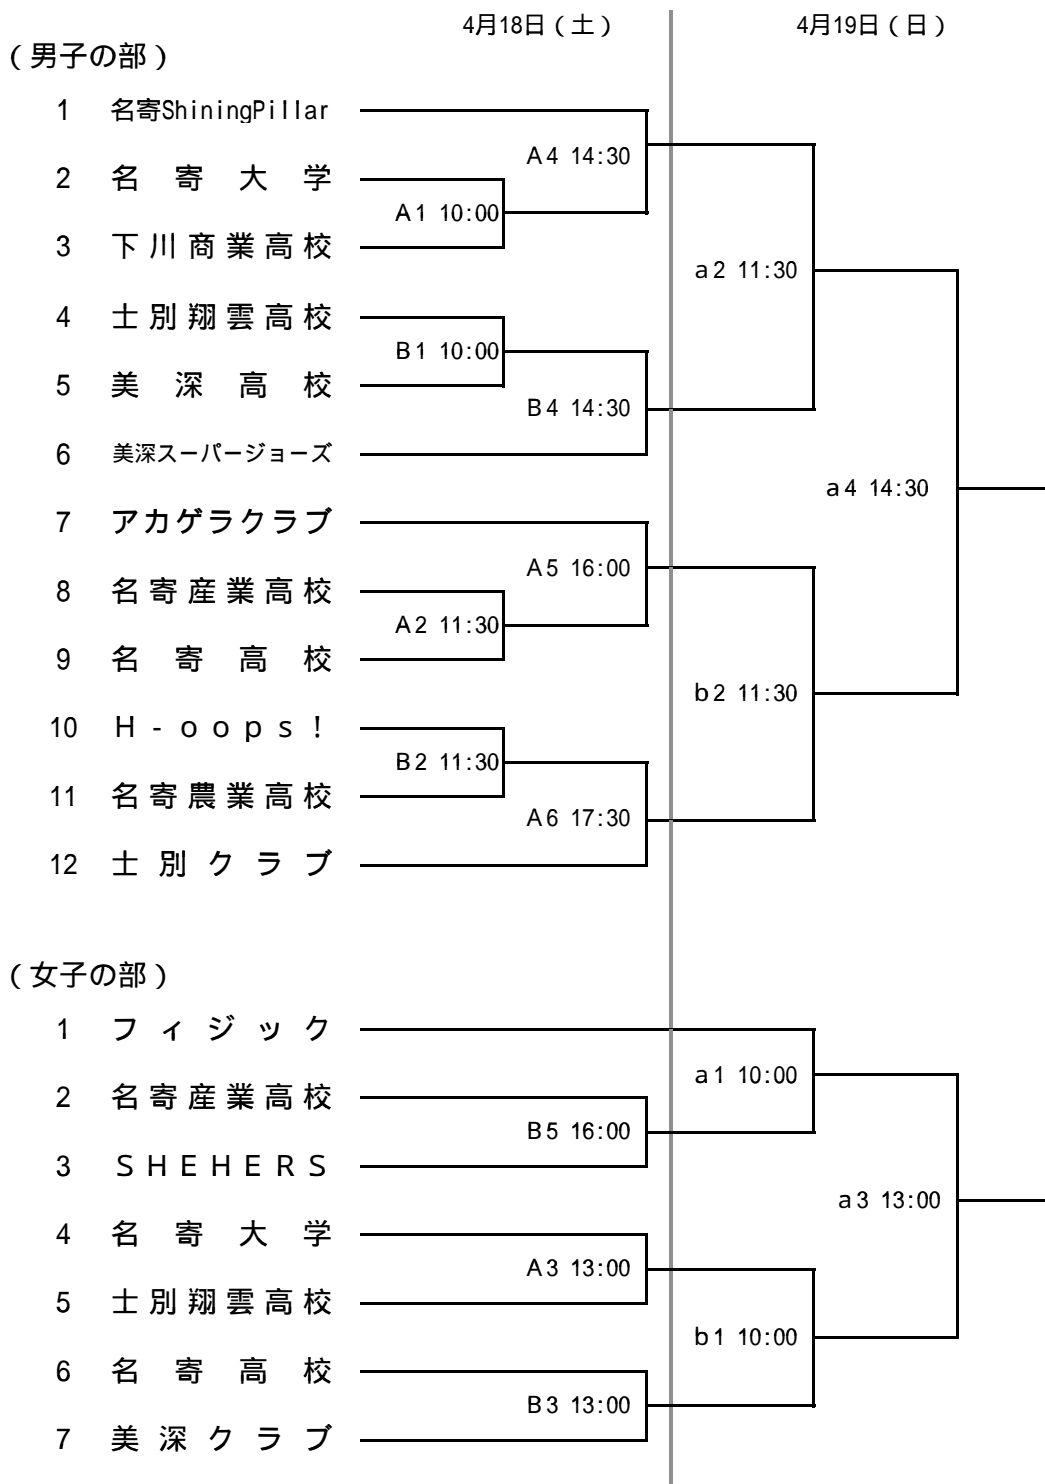 4月18日（土） 4月19日（日）
（男子の部）
1 名寄ShiningPillar
A4 14:30
2 名寄大学
A1 10:00
3 下川商業高校
a2 11:30
4 士別翔雲高校
B1 10:00
5 美深高校
B4 14:30
6 美深スーパージョーズ
a4 14:30
7 アカゲラクラブ
A5 16:00
8 名寄産業高校
A2 11:30
9 名寄高校
b2 11:30
10 H-oops!
B2 11:30
11 名寄農業高校
A6 17:30
12 士別クラブ
（女子の部）
1 フィジック
a1 10:00
2 名寄産業高校
B5 16:00
3 SHEHERS
a3 13:00
4 名寄大学
A3 13:00
5 士別翔雲高校
b1 10:00
6 名寄高校
B3 13:00
7 美深クラブ